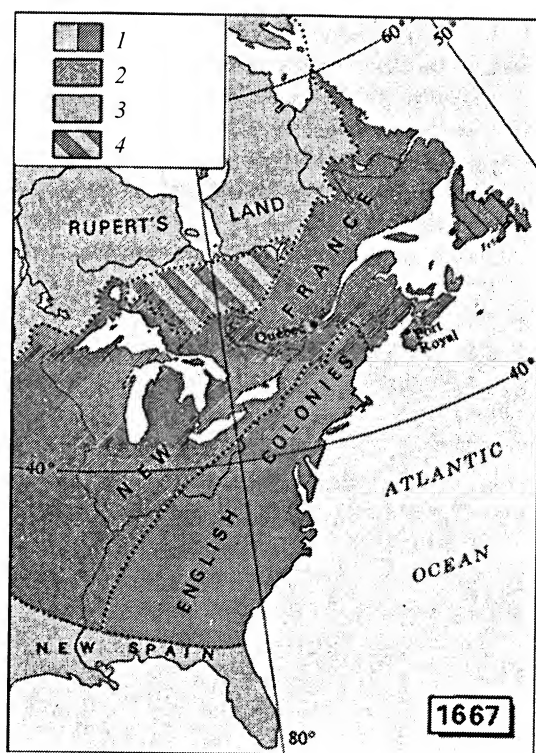 1
2
3
4
60°
50°
RUPERT'S LAND
NEW FRANCE
Québec
Port Royal
ENGLISH COLONIES
40°
40°
ATLANTIC
OCEAN
NEW SPAIN
80°
1667